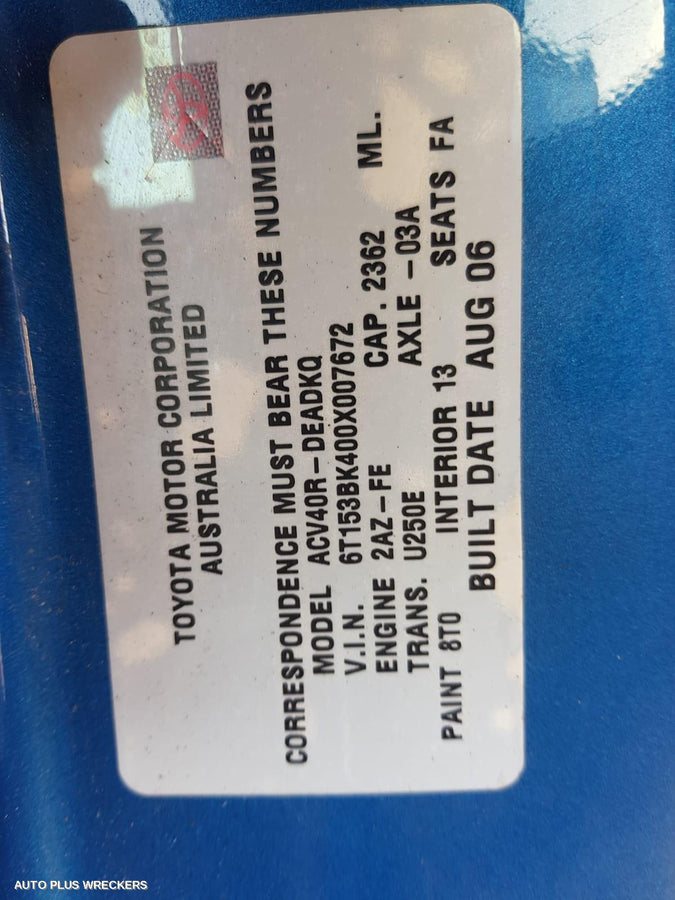 TOYOTA MOTOR CORPORATION
AUSTRALIA LIMITED
CORRESPONDENCE MUST BEAR THESE NUMBERS
MODEL ACV40R-DEADKQ
V.I.N. 6T153BK400X007672
ENGINE 2AZ-FE CAP. 2362 ML.
TRANS. U250E AXLE -03A
PAINT 8T0 INTERIOR 13 SEATS FA
BUILT DATE AUG 06
AUTO PLUS WRECKERS